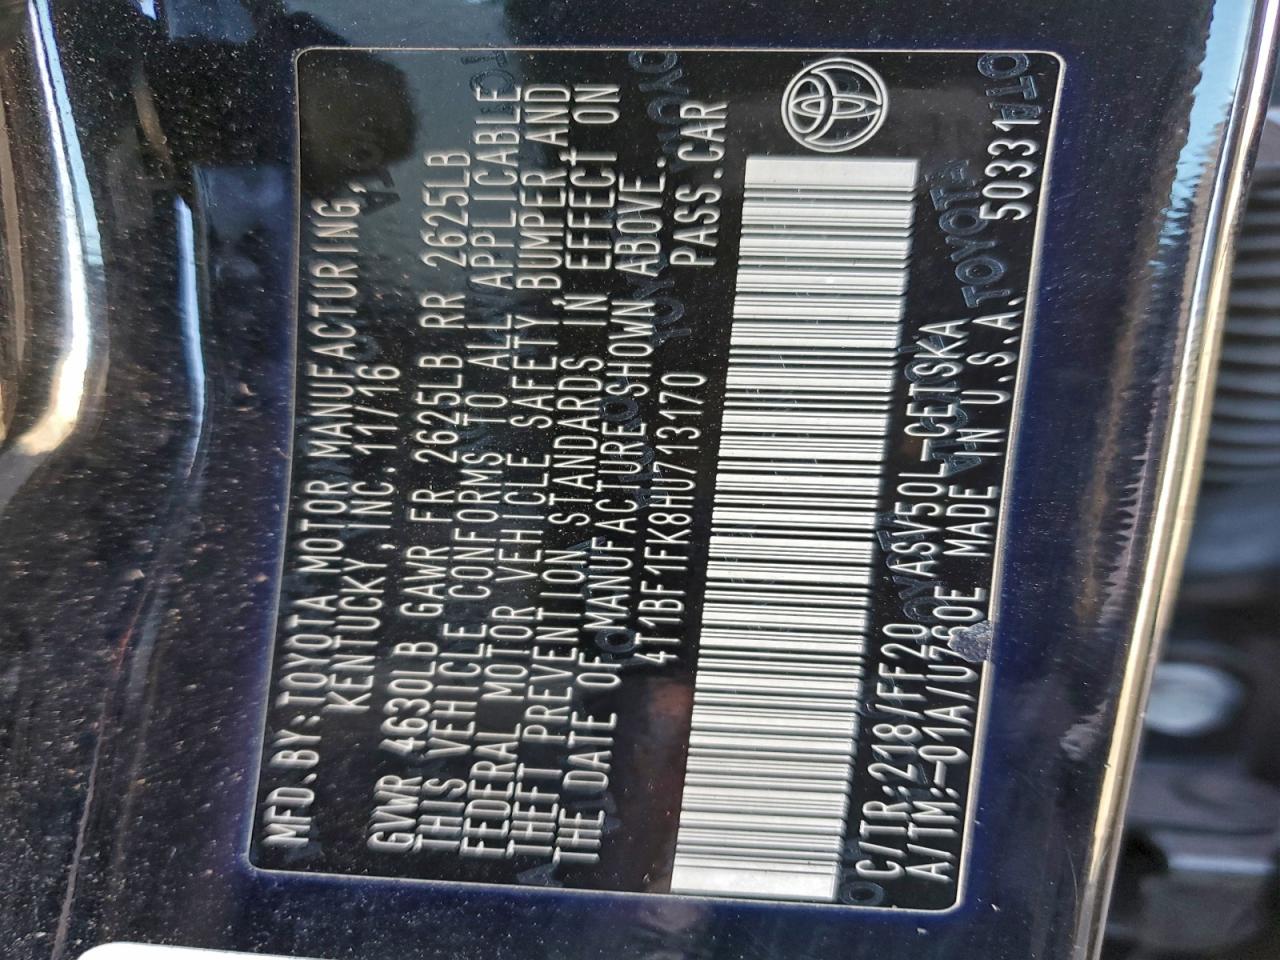 MFD.BY:TOYOTA MOTOR MANUFACTURING,
KENTUCKY, INC. 11/16
GVWR 4630LB GAWR FR 2625LB RR 2625LB
THIS VEHICLE CONFORMS TO ALL APPLICABLE
FEDERAL MOTOR VEHICLE SAFETY, BUMPER AND
THEFT PREVENTION STANDARDS IN EFFECT ON
THE DATE OF MANUFACTURE SHOWN ABOVE.
4T1BF1FK8HU713170 PASS.CAR
C/TR:218/FF20 ASV50L-CETSKA
A/TM:-01A/U760E MADE IN U.S.A. 50331